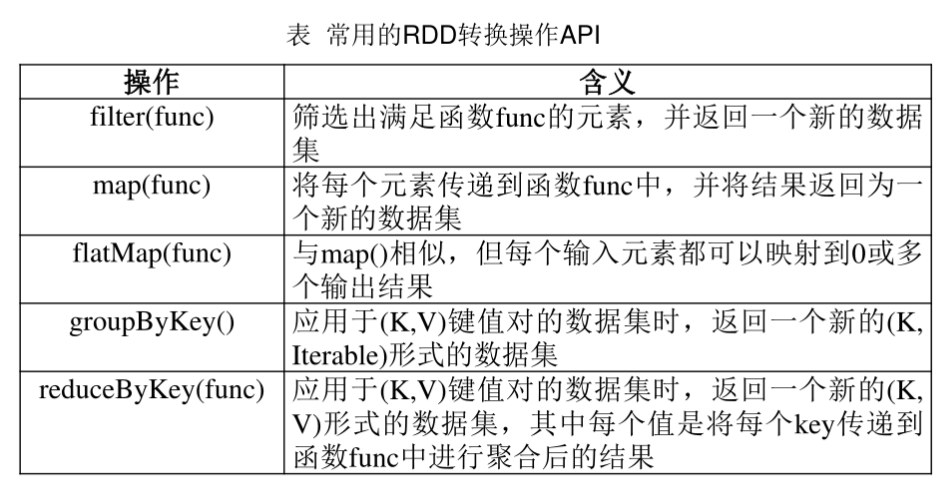 表 常用的RDD转换操作API
操作 含义
filter(func) 筛选出满足函数func的元素，并返回一个新的数据
集
map(func) 将每个元素传递到函数func中，并将结果返回为一
个新的数据集
flatMap(func) 与map()相似，但每个输入元素都可以映射到0或多
个输出结果
groupByKey() 应用于(K,V)键值对的数据集时，返回一个新的(K,
Iterable)形式的数据集
reduceByKey(func) 应用于(K,V)键值对的数据集时，返回一个新的(K,
V)形式的数据集，其中每个值是将每个key传递到
函数func中进行聚合后的结果